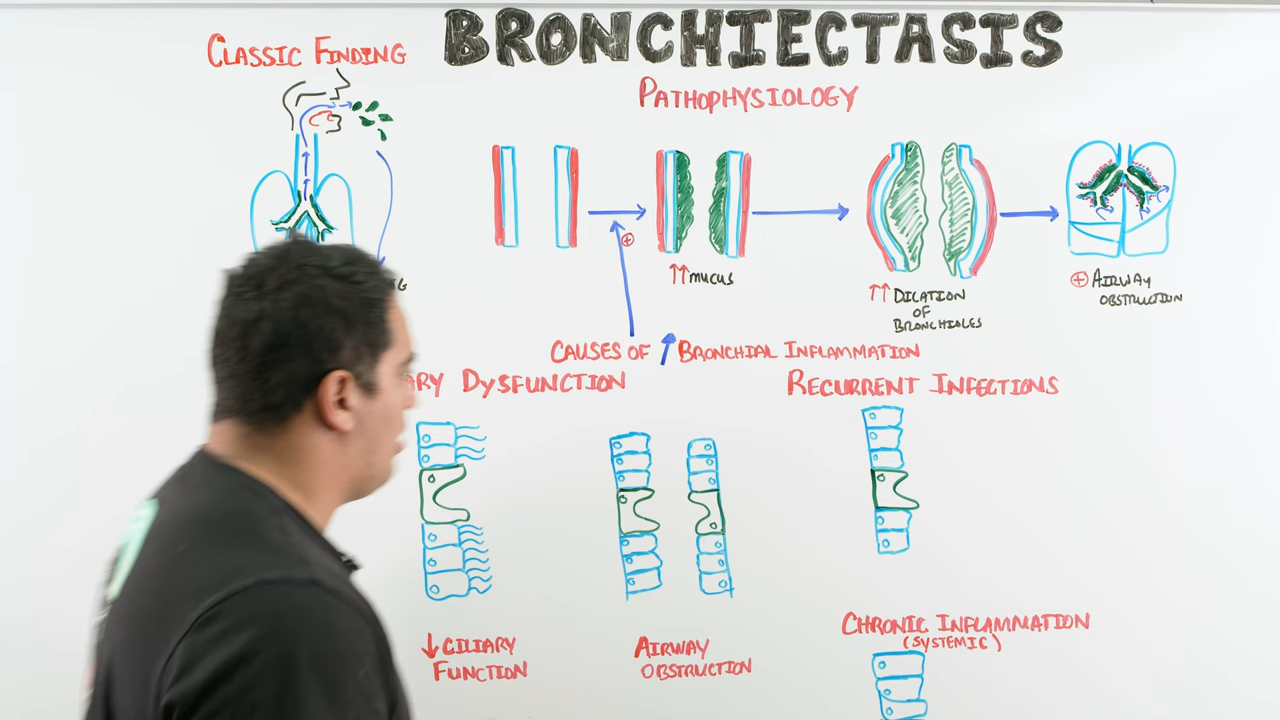 BRONCHIECTASIS
CLASSIC FINDING
PATHOPHYSIOLOGY
↑↑ MUCUS
↑↑ DILATION
OF
BRONCHIOLES
⊕ AIRWAY
OBSTRUCTION
⊕
CAUSES OF ↑ BRONCHIAL INFLAMMATION
DYSFUNCTION
RECURRENT INFECTIONS
↓ CILIARY
FUNCTION
AIRWAY
OBSTRUCTION
CHRONIC INFLAMMATION
(SYSTEMIC)